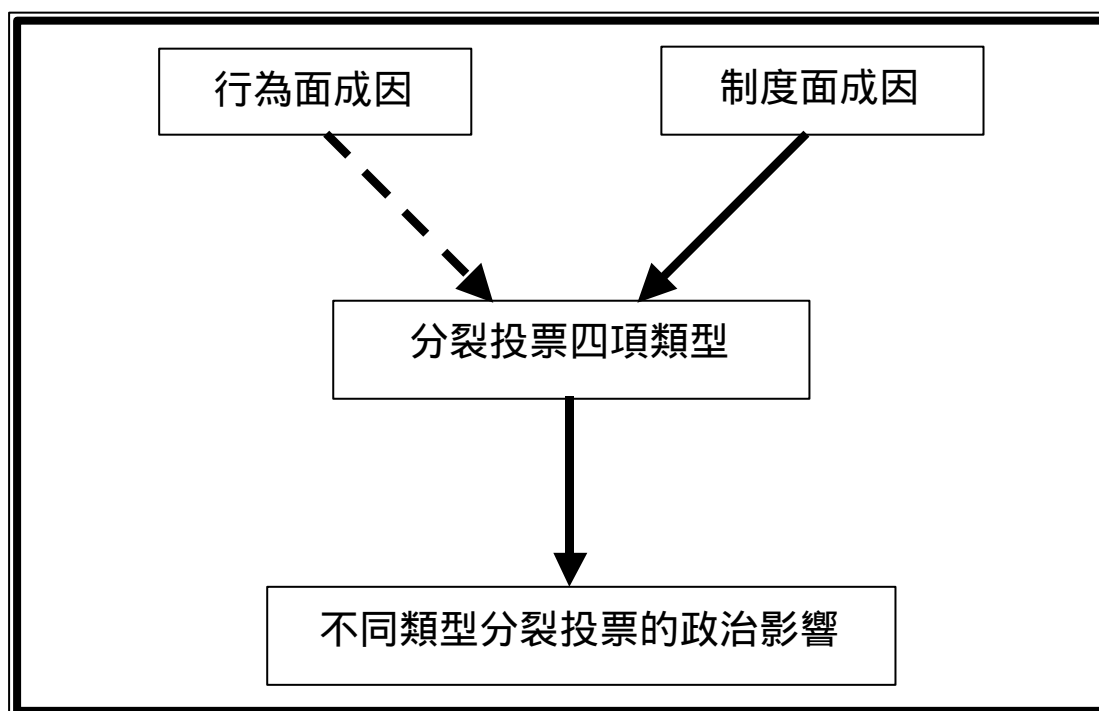 行為面成因
制度面成因
分裂投票四項類型
不同類型分裂投票的政治影響